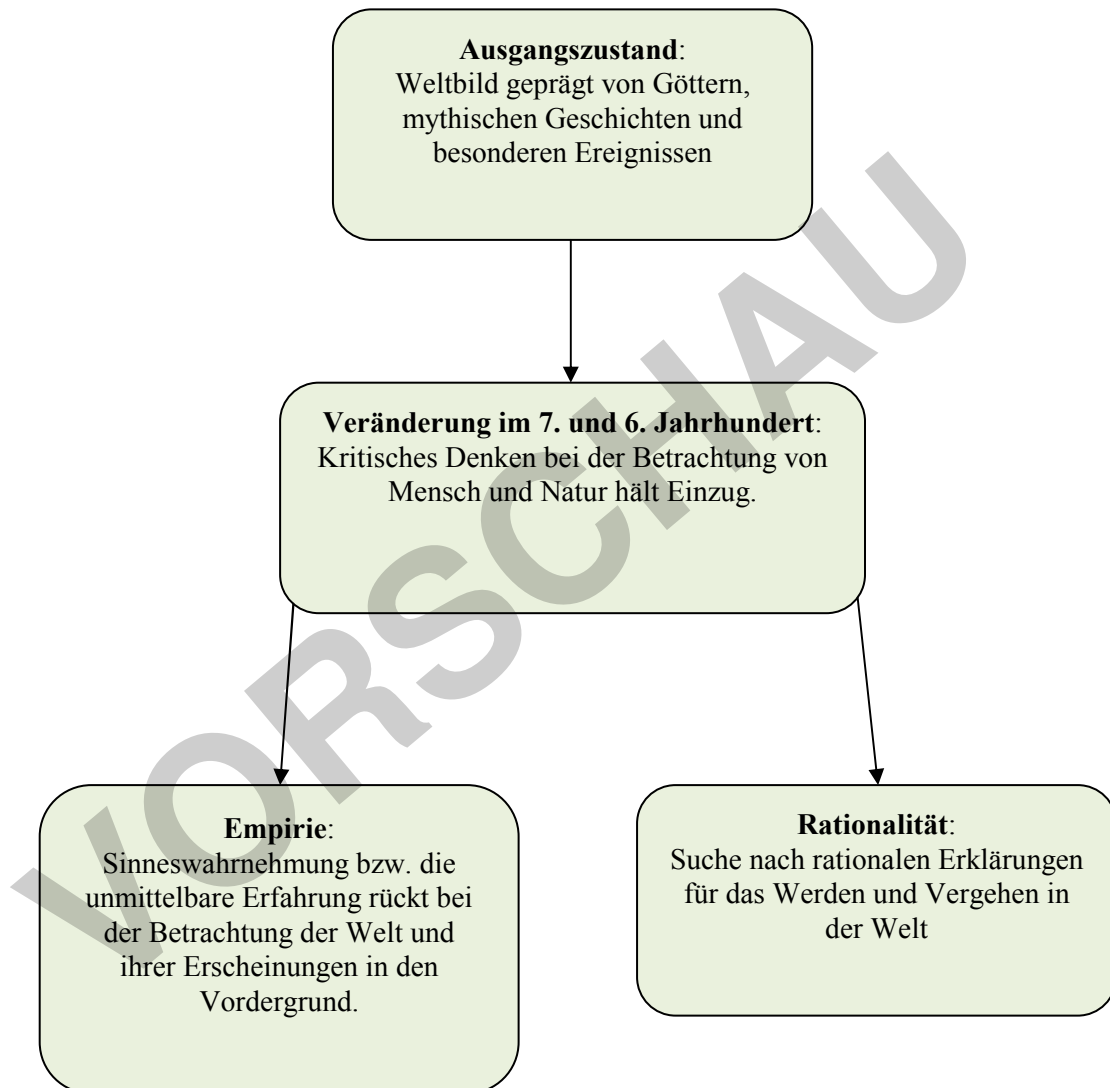 Ausgangszustand:
Weltbild geprägt von Göttern,
mythischen Geschichten und
besonderen Ereignissen
Veränderung im 7. und 6. Jahrhundert:
Kritisches Denken bei der Betrachtung von
Mensch und Natur hält Einzug.
Empirie:
Sinneswahrnehmung bzw. die
unmittelbare Erfahrung rückt bei
der Betrachtung der Welt und
ihrer Erscheinungen in den
Vordergrund.
Rationalität:
Suche nach rationalen Erklärungen
für das Werden und Vergehen in
der Welt
VORSCHAU